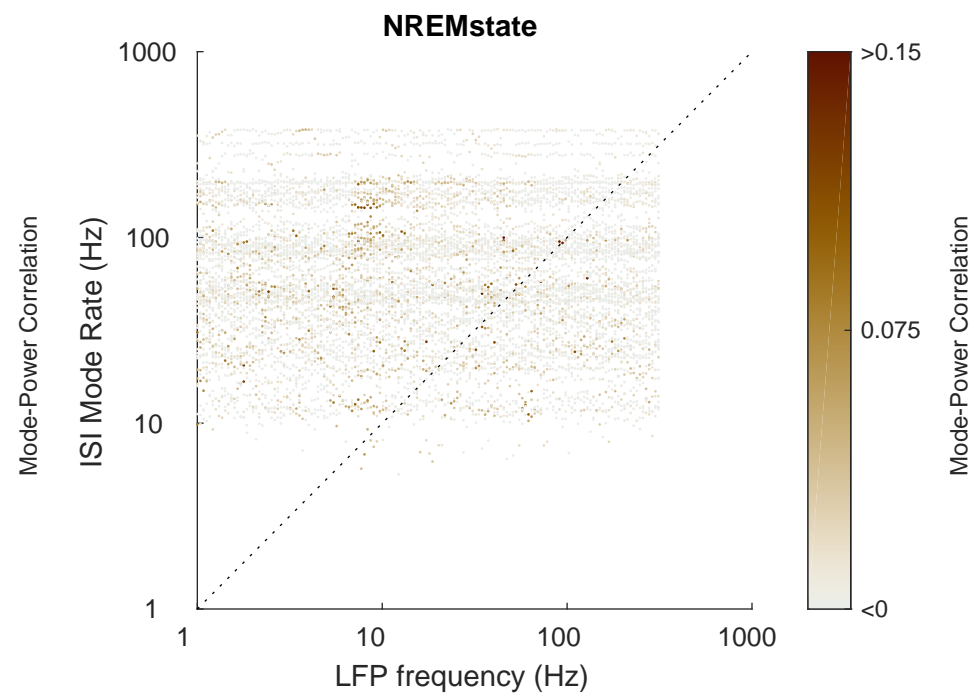 NREMstate
1000
100
10
1
1
10
100
1000
ISI Mode Rate (Hz)
Mode-Power Correlation
LFP frequency (Hz)
>0.15
0.075
<0
Mode-Power Correlation